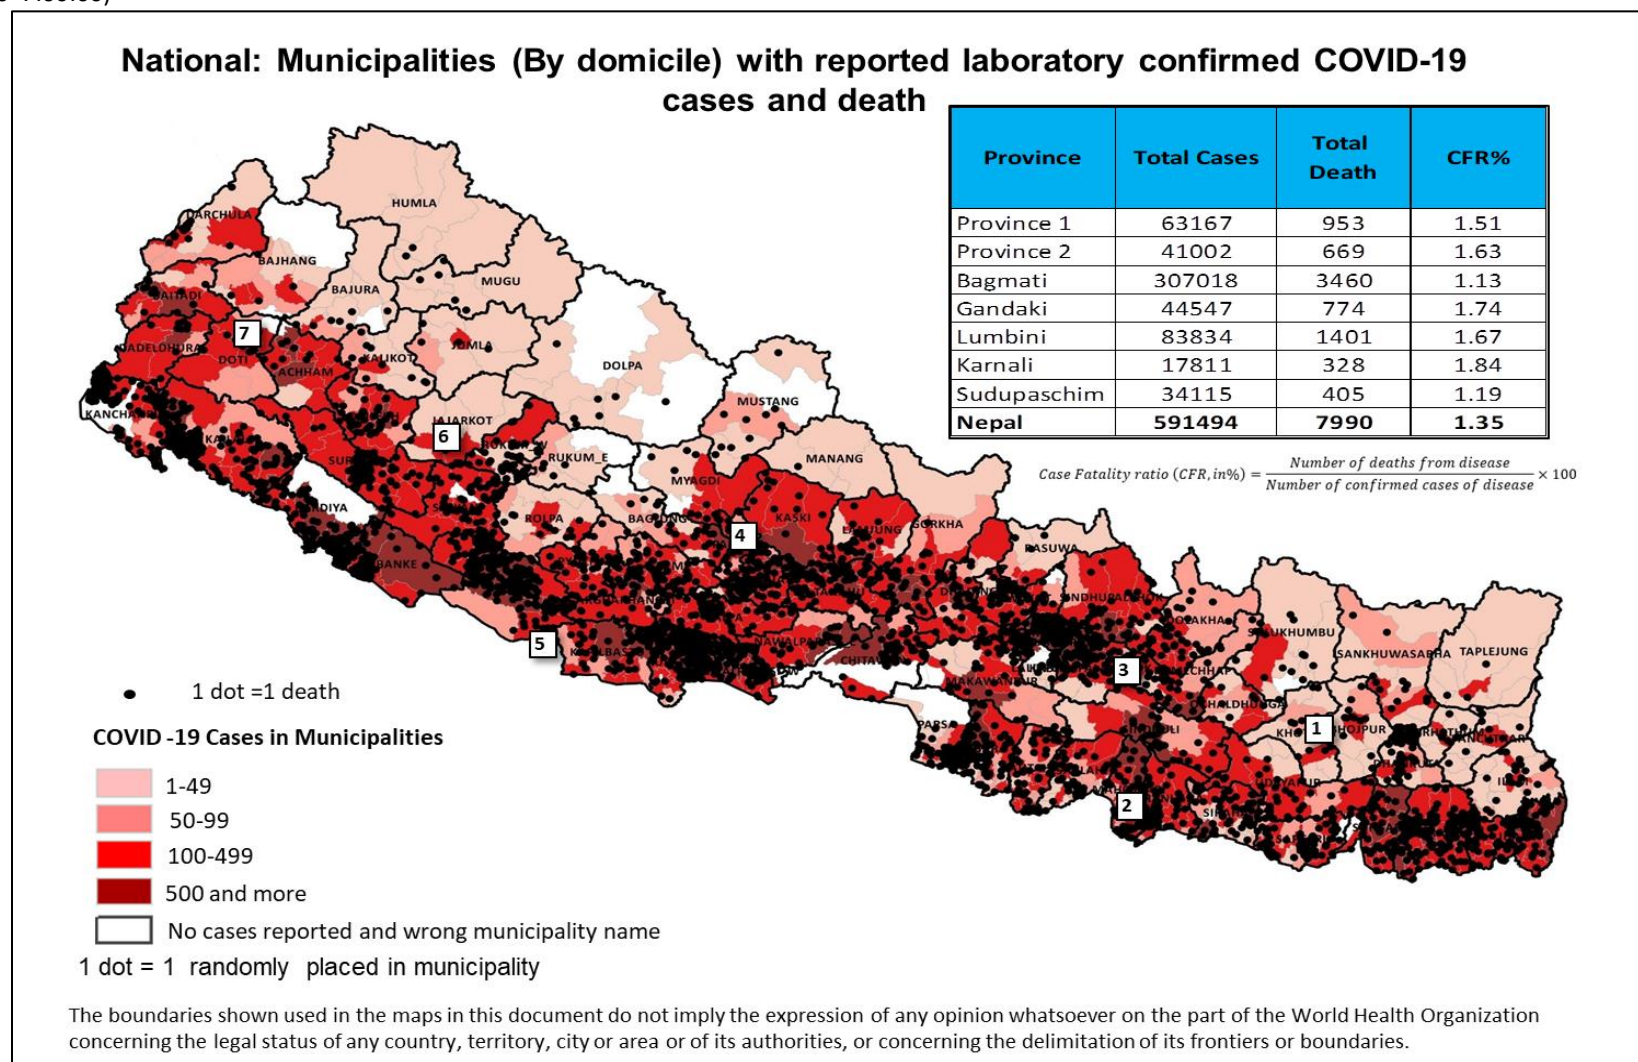 National: Municipalities (By domicile) with reported laboratory confirmed COVID-19
cases and death
Province Total Cases Total Death CFR%
Province 1 63167 953 1.51
Province 2 41002 669 1.63
Bagmati 307018 3460 1.13
Gandaki 44547 774 1.74
Lumbini 83834 1401 1.67
Karnali 17811 328 1.84
Sudupaschim 34115 405 1.19
Nepal 591494 7990 1.35
Case Fatality ratio (CFR, in%) = Number of deaths from disease / Number of confirmed cases of disease × 100
HUMLA
DARCHULA
BAJHANG
MUGU
BAJURA
BAITADI
7
DADELDHURA
DOTI
JUMLA
KALIKOT
ACHHAM
DOLPA
MUSTANG
JAJARKOT
6
RUKUM_E
MANANG
MYAGDI
ROLPA
KASKI
LAMJUNG
GORKHA
4
RASUWA
BANKE
SINDHUPALCHOK
DOLAKHA
SOLUKHUMBU
5
SANKHUWASABHA
TAPLEJUNG
3
MAKAWANPUR
1
BHOJPUR
PARSA
2
1 dot =1 death
COVID -19 Cases in Municipalities
1-49
50-99
100-499
500 and more
No cases reported and wrong municipality name
1 dot = 1 randomly placed in municipality
The boundaries shown used in the maps in this document do not imply the expression of any opinion whatsoever on the part of the World Health Organization
concerning the legal status of any country, territory, city or area or of its authorities, or concerning the delimitation of its frontiers or boundaries.